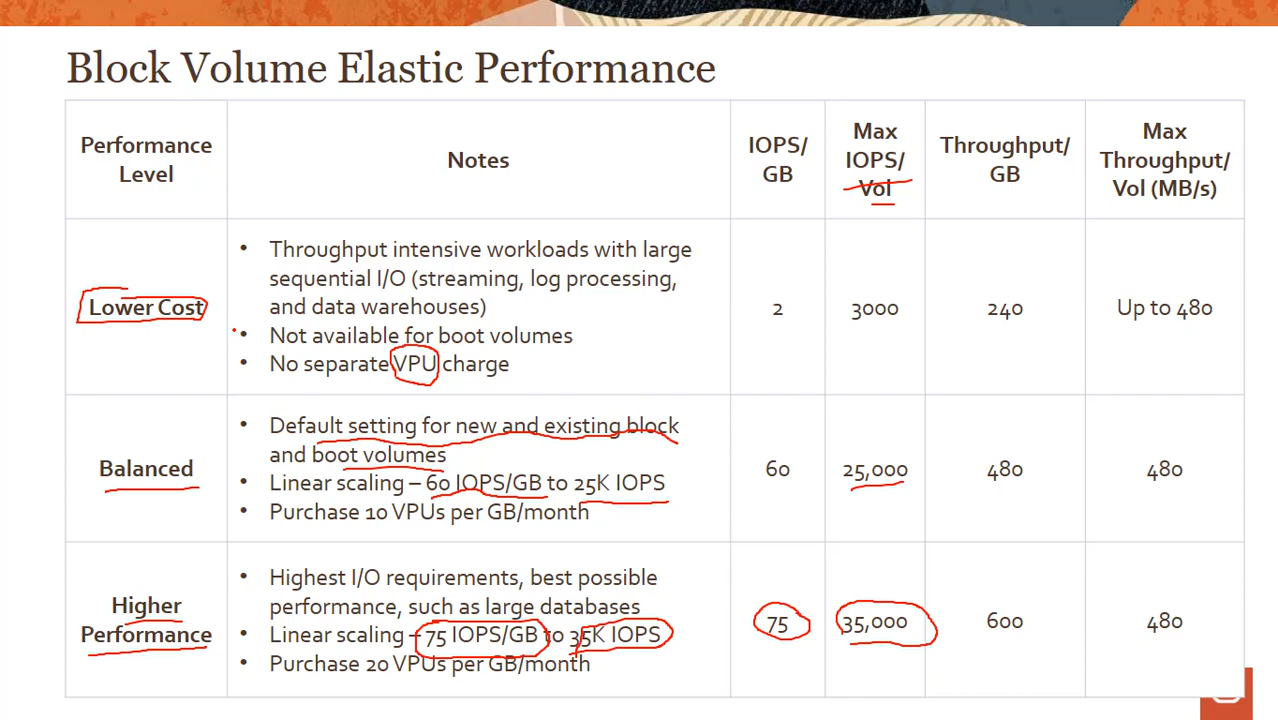 Block Volume Elastic Performance
Performance
Level
Notes
IOPS/
GB
Max
IOPS/
Vol
Throughput/
GB
Max
Throughput/
Vol (MB/s)
Lower Cost
• Throughput intensive workloads with large
sequential I/O (streaming, log processing,
and data warehouses)
• Not available for boot volumes
• No separate VPU charge
2
3000
240
Up to 480
Balanced
• Default setting for new and existing block
and boot volumes
• Linear scaling – 60 IOPS/GB to 25K IOPS
• Purchase 10 VPUs per GB/month
60
25,000
480
480
Higher
Performance
• Highest I/O requirements, best possible
performance, such as large databases
• Linear scaling – 75 IOPS/GB to 35K IOPS
• Purchase 20 VPUs per GB/month
75
35,000
600
480